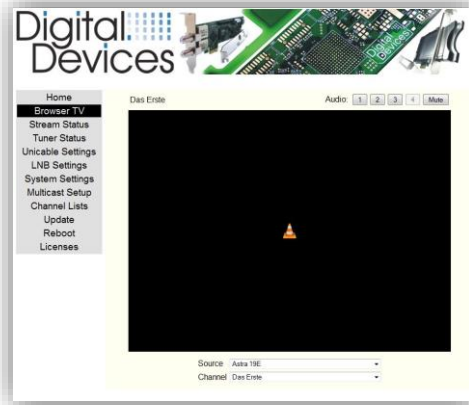 Digital
Devices
Home
Browser TV
Stream Status
Tuner Status
Unicable Settings
LNB Settings
System Settings
Multicast Setup
Channel Lists
Update
Reboot
Licenses
Das Erste
Audio: 1 2 3 4 Mute
Source Astra 19E
Channel Das Erste